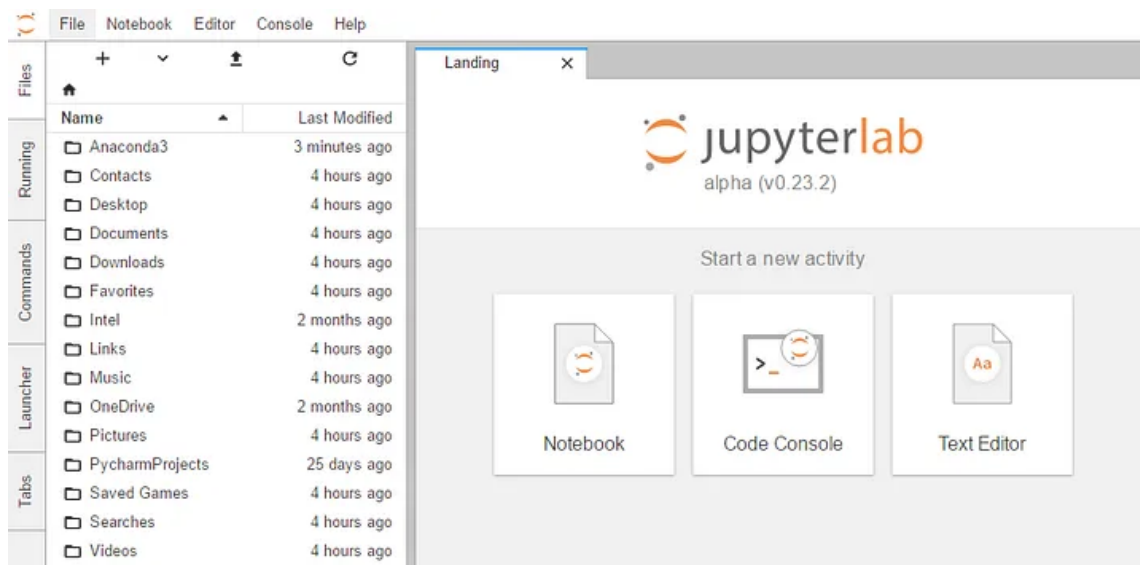 File Notebook Editor Console Help
Files
Running
Commands
Launcher
Tabs
Name Last Modified
Anaconda3 3 minutes ago
Contacts 4 hours ago
Desktop 4 hours ago
Documents 4 hours ago
Downloads 4 hours ago
Favorites 4 hours ago
Intel 2 months ago
Links 4 hours ago
Music 4 hours ago
OneDrive 2 months ago
Pictures 4 hours ago
PycharmProjects 25 days ago
Saved Games 4 hours ago
Searches 4 hours ago
Videos 4 hours ago
Landing
jupyterlab
alpha (v0.23.2)
Start a new activity
>_
Aa
Notebook Code Console Text Editor